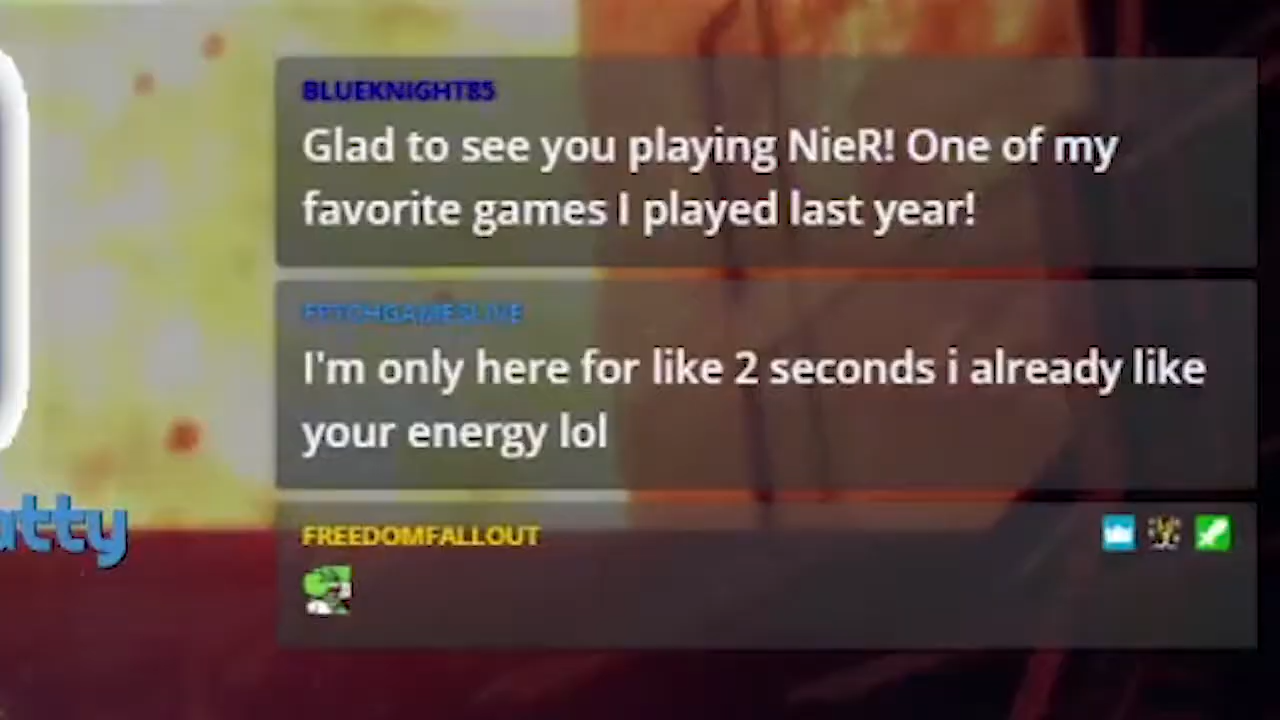 BLUEKNIGHT85
Glad to see you playing NieR! One of my
favorite games I played last year!
I'm only here for like 2 seconds i already like
your energy lol
atty
FREEDOMFALLOUT